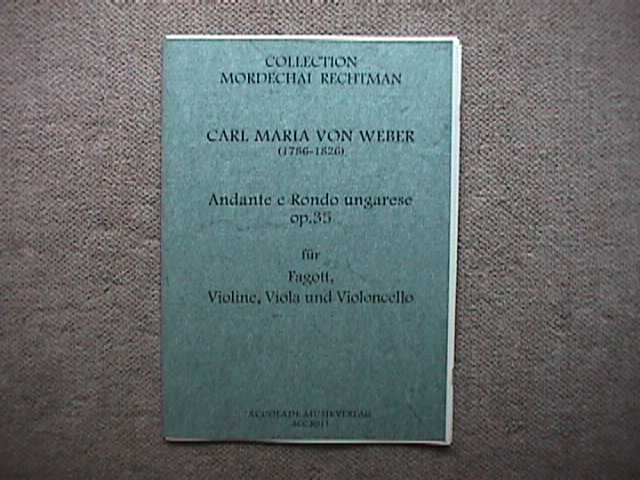 COLLECTION
MORDECHAI RECHTMAN
CARL MARIA VON WEBER
(1786-1826)
Andante e Rondo ungarese
op.35
für
Fagott,
Violine, Viola und Violoncello
ACCOLADE MUSIKVERLAG